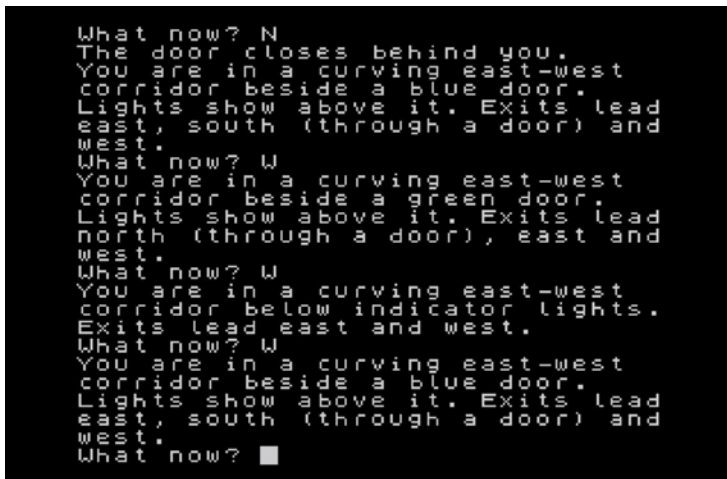 What now? N
The door closes behind you.
You are in a curving east-west
corridor beside a blue door.
Lights show above it. Exits lead
east, south (through a door) and
west.
What now? W
You are in a curving east-west
corridor beside a green door.
Lights show above it. Exits lead
north (through a door), east and
west.
What now? W
You are in a curving east-west
corridor below indicator lights.
Exits lead east and west.
What now? W
You are in a curving east-west
corridor beside a blue door.
Lights show above it. Exits lead
east, south (through a door) and
west.
What now?